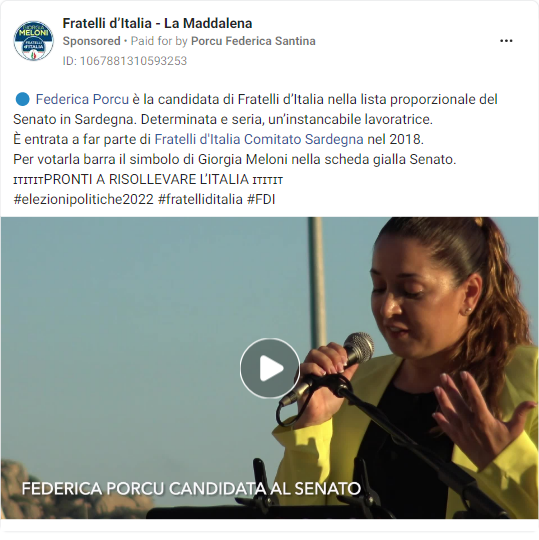 Fratelli d'Italia - La Maddalena
Sponsored • Paid for by Porcu Federica Santina
ID: 1067881310593253
🔵 Federica Porcu è la candidata di Fratelli d'Italia nella lista proporzionale del
Senato in Sardegna. Determinata e seria, un'instancabile lavoratrice.
È entrata a far parte di Fratelli d'Italia Comitato Sardegna nel 2018.
Per votarla barra il simbolo di Giorgia Meloni nella scheda gialla Senato.
ɪᴛɪᴛɪᴛPRONTI A RISOLLEVARE L'ITALIA ɪᴛɪᴛɪᴛ
#elezionipolitiche2022 #fratelliditalia #FDI
GIORGIA
MELONI
FRATELLI
d'ITALIA
FEDERICA PORCU CANDIDATA AL SENATO